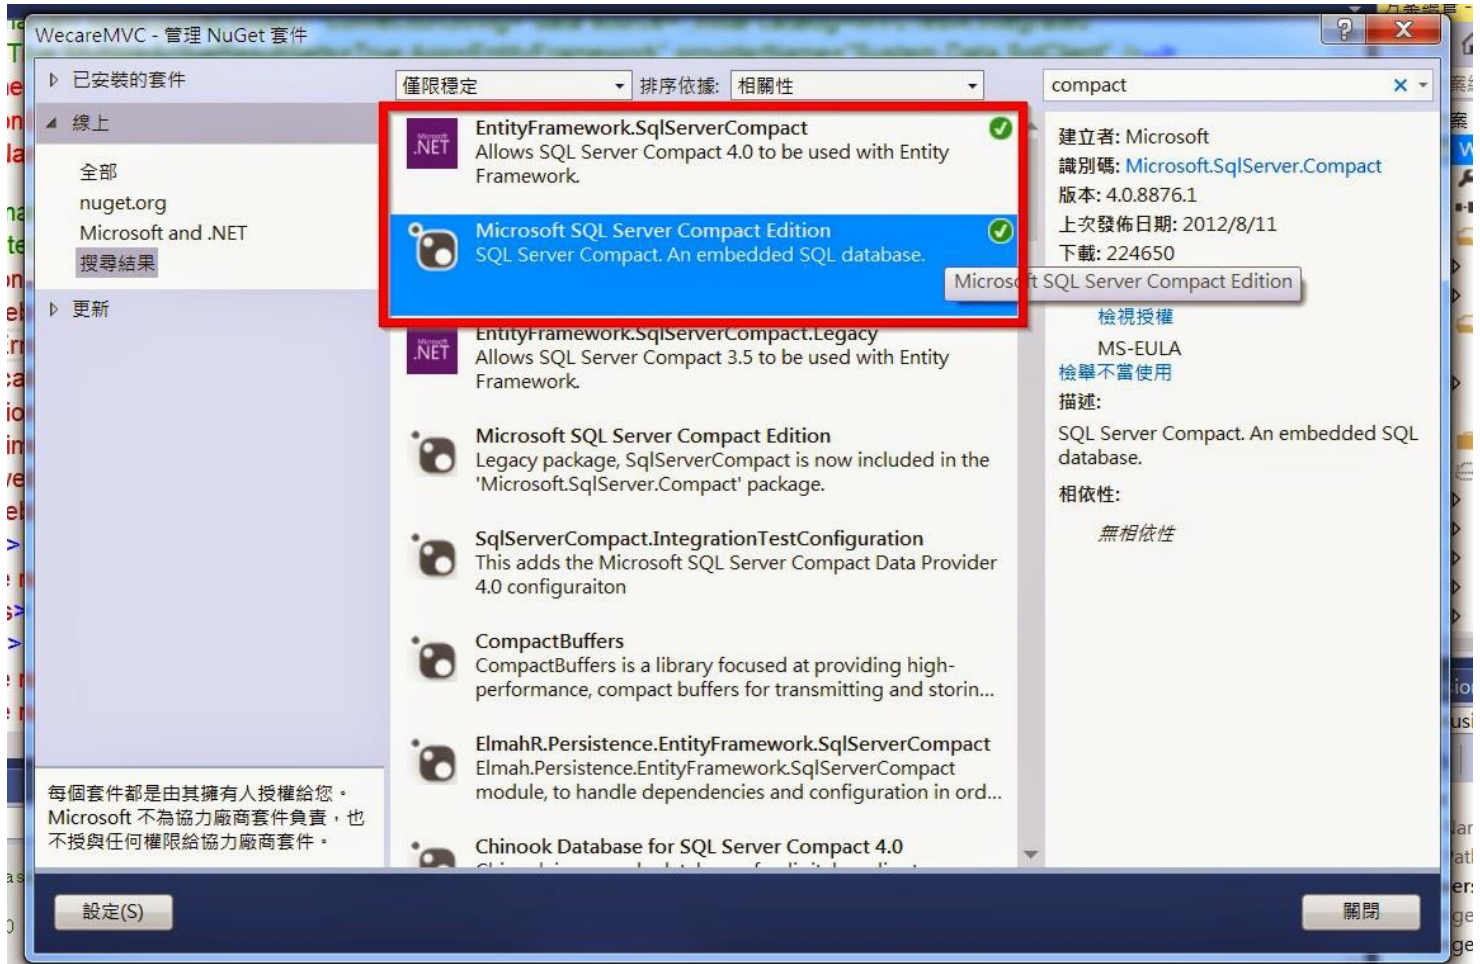 方案總管 -
WecareMVC - 管理 NuGet 套件
已安裝的套件
線上
全部
nuget.org
Microsoft and .NET
搜尋結果
更新
每個套件都是由其擁有人授權給您。
Microsoft 不為協力廠商套件負責，也
不授與任何權限給協力廠商套件。
僅限穩定
排序依據:
相關性
Microsoft
.NET
EntityFramework.SqlServerCompact
Allows SQL Server Compact 4.0 to be used with Entity
Framework.
Microsoft SQL Server Compact Edition
SQL Server Compact. An embedded SQL database.
Microsoft SQL Server Compact Edition
Microsoft
.NET
EntityFramework.SqlServerCompact.Legacy
Allows SQL Server Compact 3.5 to be used with Entity
Framework.
Microsoft SQL Server Compact Edition
Legacy package, SqlServerCompact is now included in the
'Microsoft.SqlServer.Compact' package.
SqlServerCompact.IntegrationTestConfiguration
This adds the Microsoft SQL Server Compact Data Provider
4.0 configuraiton
CompactBuffers
CompactBuffers is a library focused at providing high-
performance, compact buffers for transmitting and storin...
ElmahR.Persistence.EntityFramework.SqlServerCompact
Elmah.Persistence.EntityFramework.SqlServerCompact
module, to handle dependencies and configuration in ord...
Chinook Database for SQL Server Compact 4.0
compact
建立者: Microsoft
識別碼: Microsoft.SqlServer.Compact
版本: 4.0.8876.1
上次發佈日期: 2012/8/11
下載: 224650
檢視授權
MS-EULA
檢舉不當使用
描述:
SQL Server Compact. An embedded SQL
database.
相依性:
無相依性
設定(S)
關閉